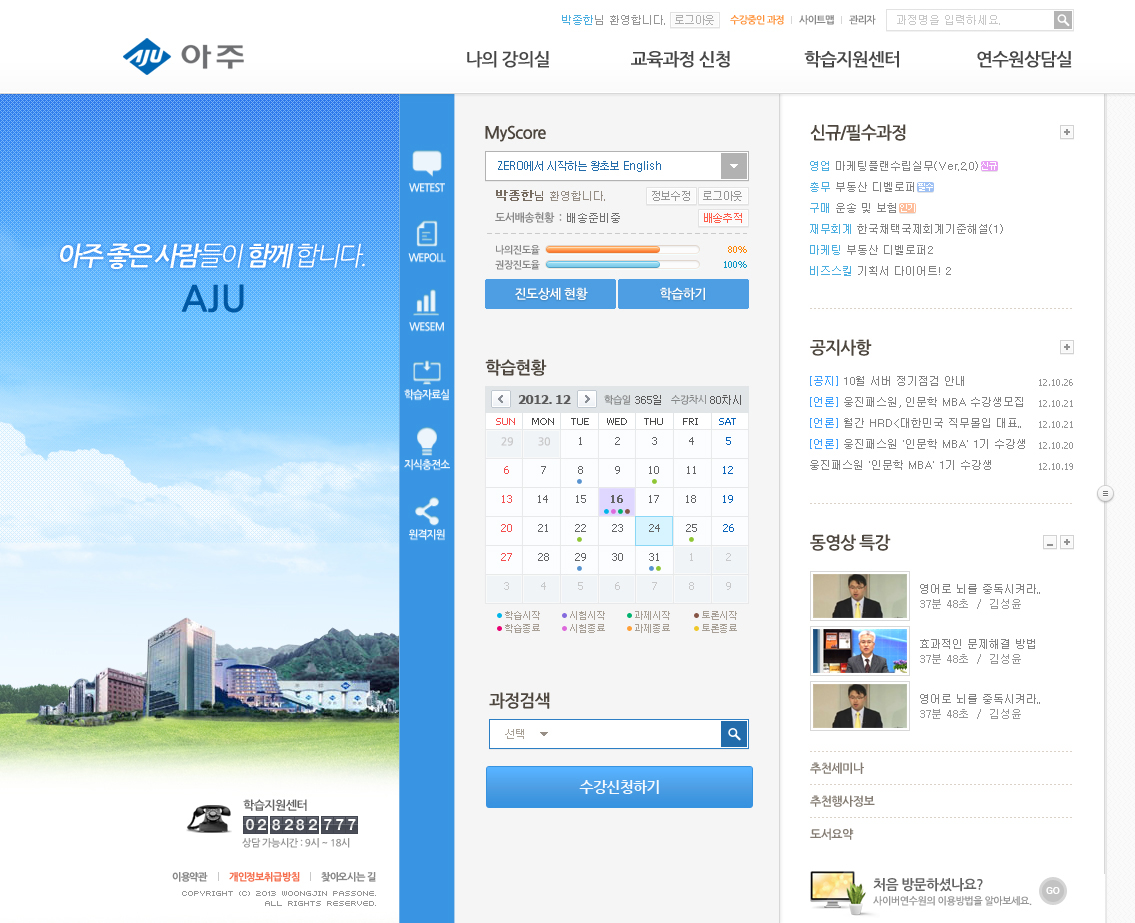 박종한님 환영합니다. 로그아웃 수강중인 과정 사이트맵 관리자 과정명을 입력하세요.
AJU 아주
나의 강의실 교육과정 신청 학습지원센터 연수원상담실
아주 좋은 사람들이 함께 합니다.
AJU
WETEST
WEPOLL
WESEM
학습자료실
지식충전소
원격지원
MyScore
ZERO에서 시작하는 왕초보 English
박종한님 환영합니다. 정보수정 로그아웃
도서배송현황 : 배송준비중 배송추적
나의진도율 80%
권장진도율 100%
진도상세 현황 학습하기
학습현황
2012. 12 학습일 365일 수강차시 80차시
SUN MON TUE WED THU FRI SAT
29 30 1 2 3 4 5
6 7 8 9 10 11 12
13 14 15 16 17 18 19
20 21 22 23 24 25 26
27 28 29 30 31 1 2
3 4 5 6 7 8 9
학습시작 시험시작 과제시작 토론시작
학습종료 시험종료 과제종료 토론종료
과정검색
선택
수강신청하기
신규/필수과정
영업 마케팅플랜수립실무(Ver.2.0) 신규
총무 부동산 디벨로퍼 필수
구매 운송 및 보험 인기
재무회계 한국채택국제회계기준해설(1)
마케팅 부동산 디벨로퍼2
비즈스킬 기획서 다이어트! 2
공지사항
[공지] 10월 서버 정기점검 안내 12.10.26
[언론] 웅진패스원, 인문학 MBA 수강생모집 12.10.21
[언론] 월간 HRD<대한민국 직무몰입 대표.. 12.10.21
[언론] 웅진패스원 '인문학 MBA' 1기 수강생 12.10.20
웅진패스원 '인문학 MBA' 1기 수강생 12.10.19
동영상 특강
영어로 뇌를 중독시켜라..
37분 48초 / 김성윤
효과적인 문제해결 방법
37분 48초 / 김성윤
영어로 뇌를 중독시켜라..
37분 48초 / 김성윤
추천세미나
추천행사정보
도서요약
처음 방문하셨나요?
사이버연수원의 이용방법을 알아보세요.
GO
학습지원센터
02 8282 777
상담 가능시간 : 9시 ~ 18시
이용약관 개인정보취급방침 찾아오시는 길
COPYRIGHT (C) 2013 WOONGJIN PASSONE.
ALL RIGHTS RESERVED.